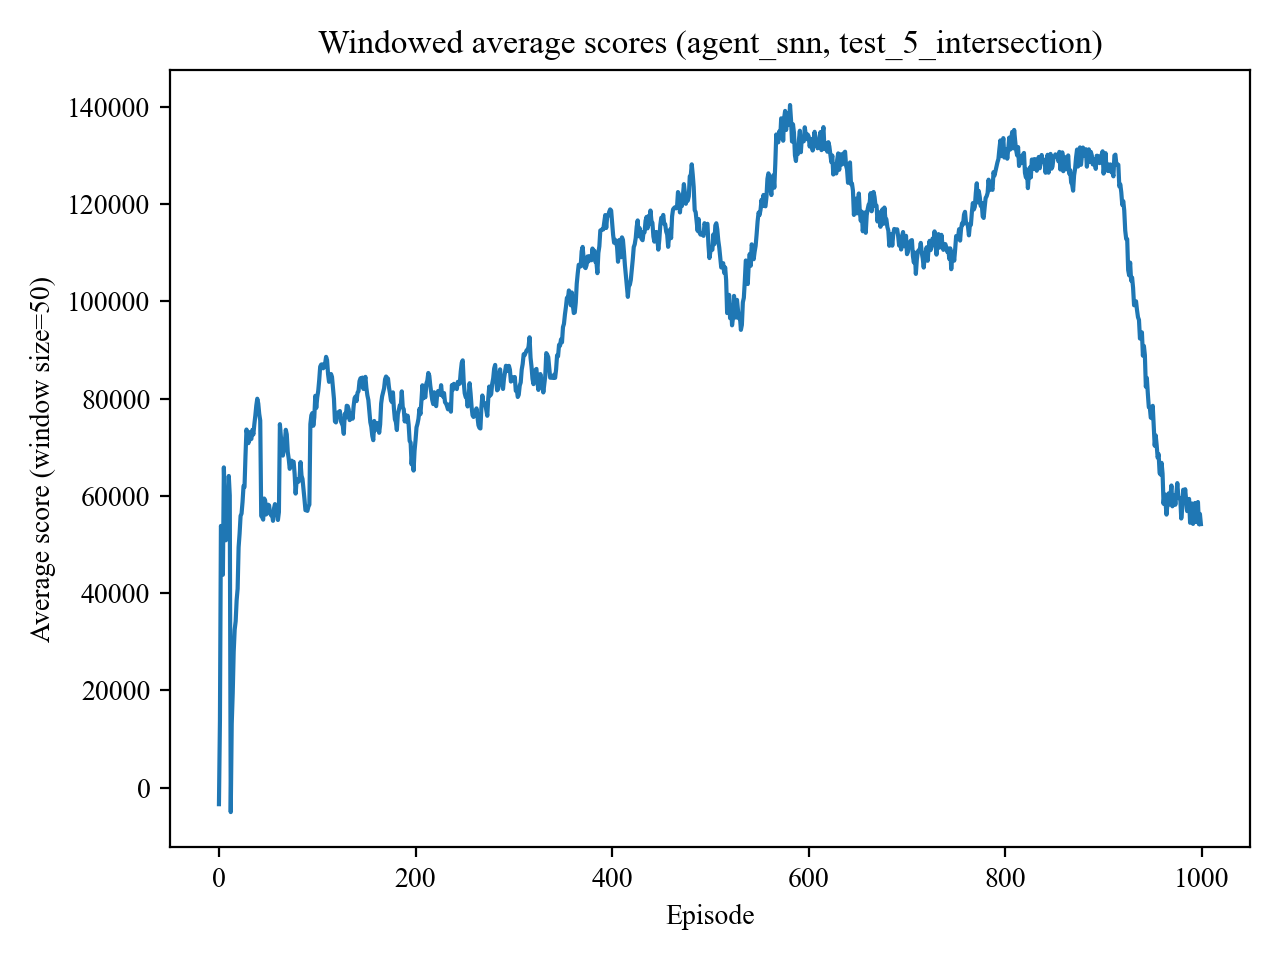 Windowed average scores (agent_snn, test_5_intersection)
140000
120000
100000
80000
60000
40000
20000
0
Average score (window size=50)
0 200 400 600 800 1000
Episode